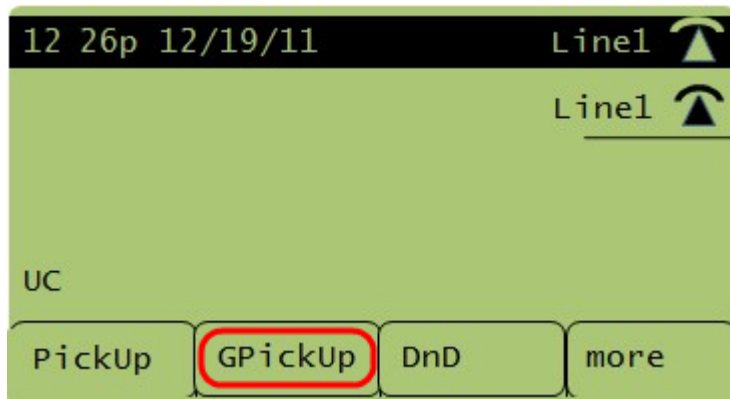 12 26p 12/19/11 Line1
Line1
UC
PickUp GPickUp DnD more